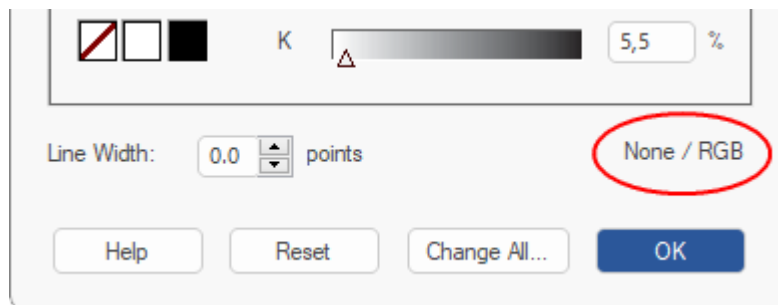 K 5,5 %
Line Width: 0.0 points None / RGB
Help Reset Change All... OK